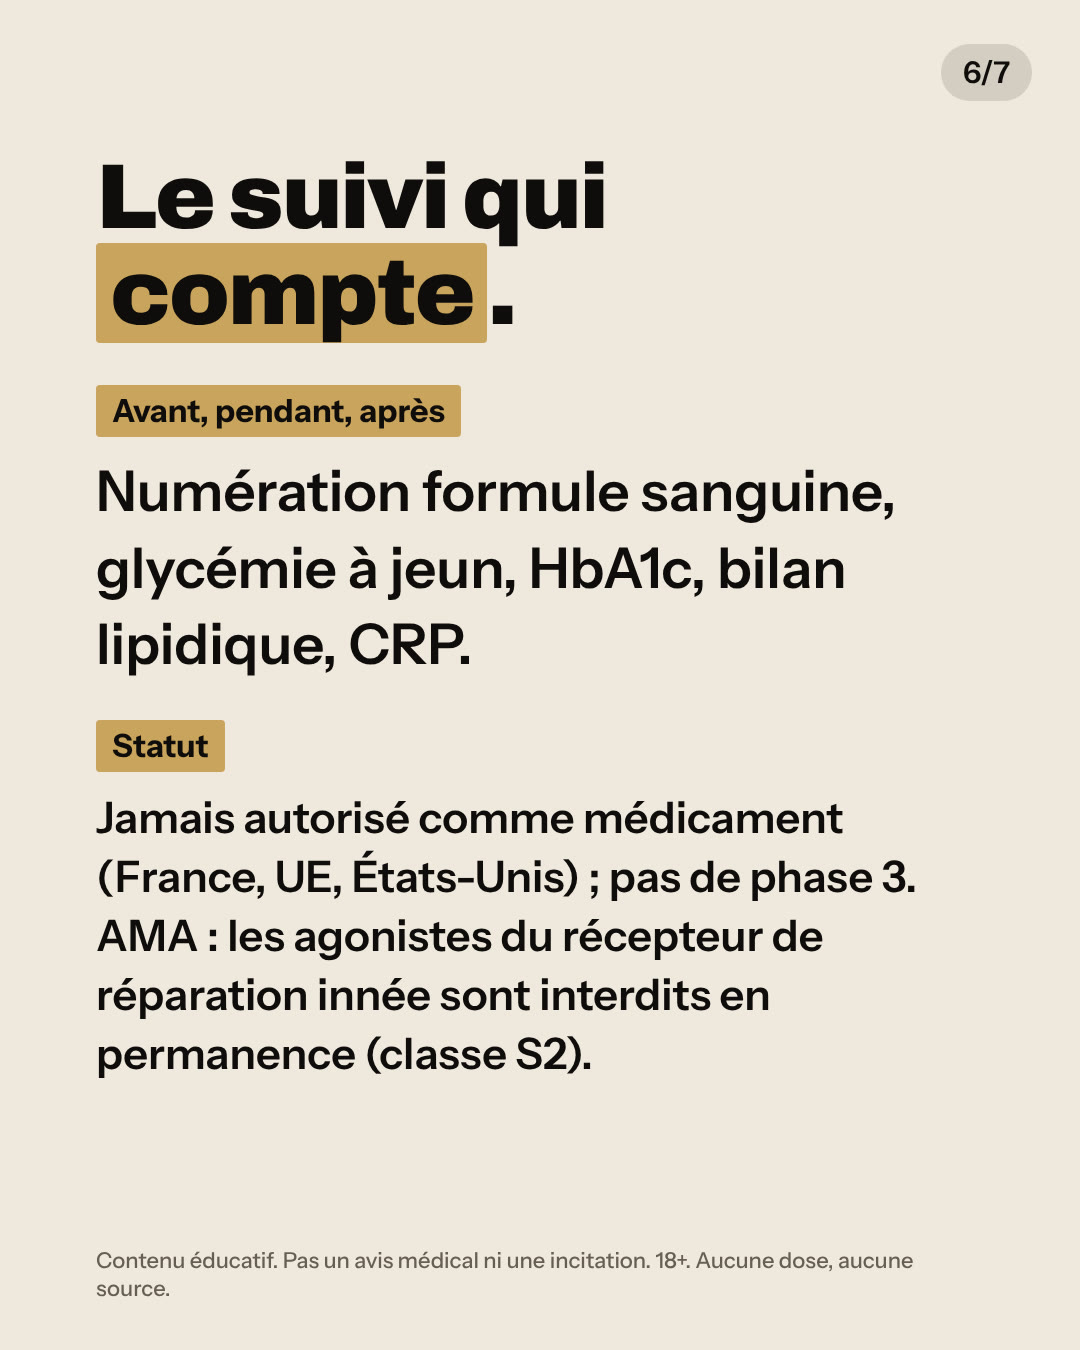 6/7
Le suivi qui
compte.
Avant, pendant, après
Numération formule sanguine,
glycémie à jeun, HbA1c, bilan
lipidique, CRP.
Statut
Jamais autorisé comme médicament
(France, UE, États-Unis) ; pas de phase 3.
AMA : les agonistes du récepteur de
réparation innée sont interdits en
permanence (classe S2).
Contenu éducatif. Pas un avis médical ni une incitation. 18+. Aucune dose, aucune
source.